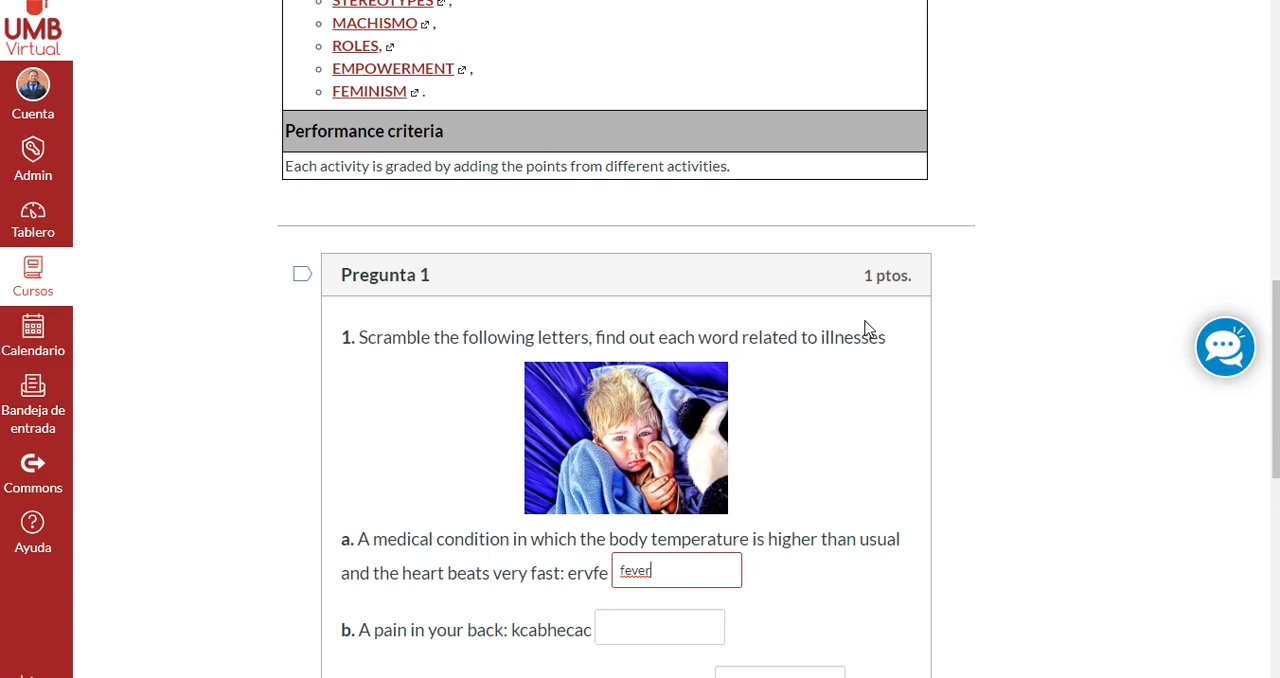 UMB
Virtual
Cuenta
Admin
Tablero
Cursos
Calendario
Bandeja de
entrada
Commons
Ayuda
STEREOTYPES ,
MACHISMO ,
ROLES,
EMPOWERMENT ,
FEMINISM .
Performance criteria
Each activity is graded by adding the points from different activities.
Pregunta 1
1 ptos.
1. Scramble the following letters, find out each word related to illnesses
a. A medical condition in which the body temperature is higher than usual
and the heart beats very fast: ervfe fever
b. A pain in your back: kcabhecac